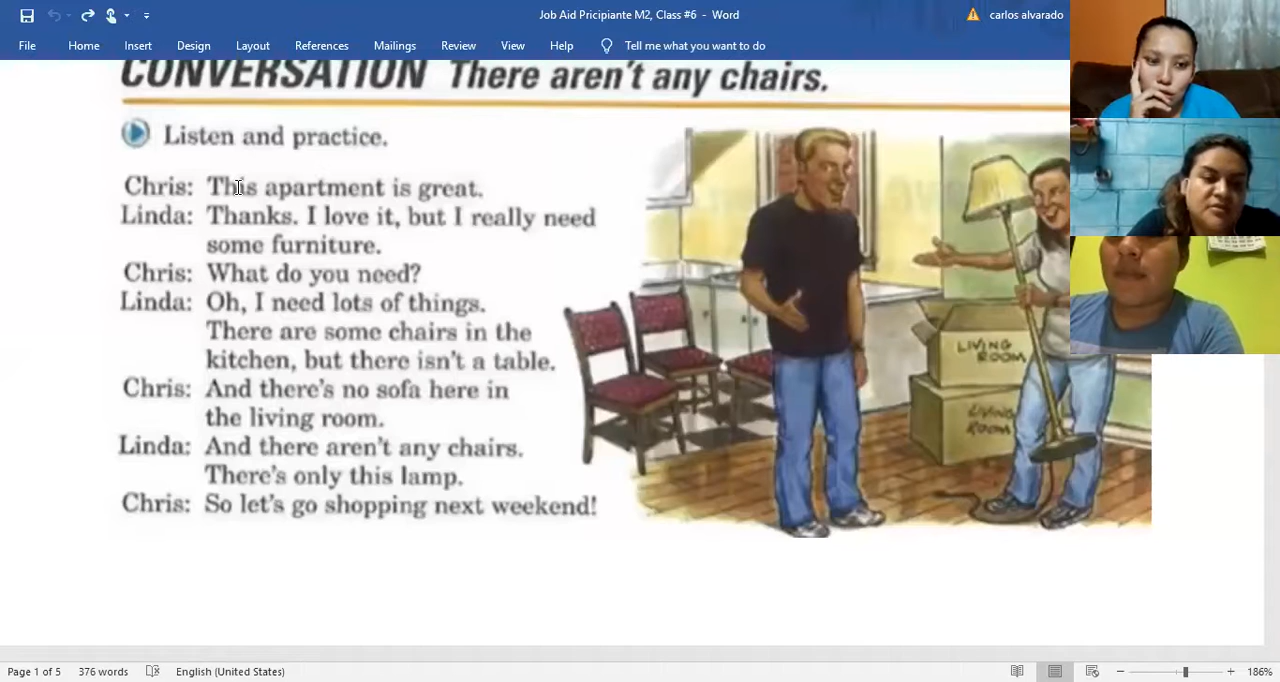 Job Aid Pricipiante M2, Class #6 - Word
carlos alvarado
File Home Insert Design Layout References Mailings Review View Help Tell me what you want to do
CONVERSATION There aren't any chairs.
Listen and practice.
Chris: This apartment is great.
Linda: Thanks. I love it, but I really need
some furniture.
Chris: What do you need?
Linda: Oh, I need lots of things.
There are some chairs in the
kitchen, but there isn't a table.
Chris: And there's no sofa here in
the living room.
Linda: And there aren't any chairs.
There's only this lamp.
Chris: So let's go shopping next weekend!
LIVING
ROOM
LIVING
ROOM
Page 1 of 5 376 words English (United States) 186%